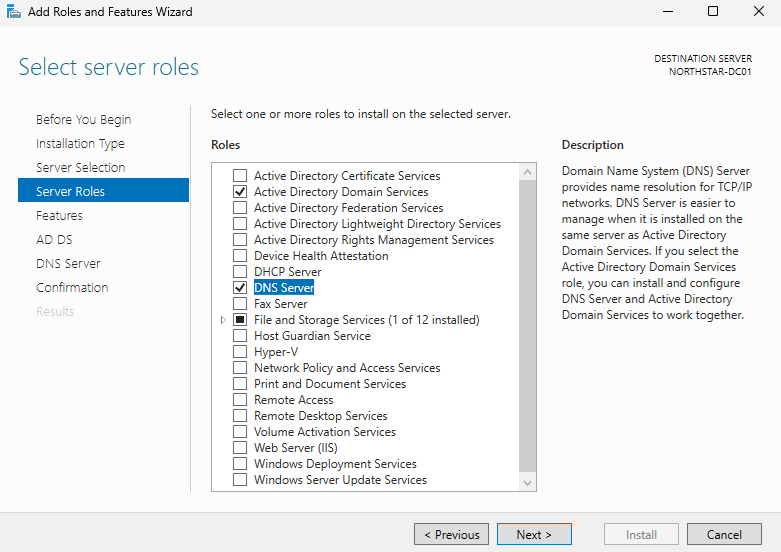 Add Roles and Features Wizard
Select server roles
DESTINATION SERVER
NORTHSTAR-DC01
Before You Begin
Installation Type
Server Selection
Server Roles
Features
AD DS
DNS Server
Confirmation
Results
Select one or more roles to install on the selected server.
Roles
Active Directory Certificate Services
Active Directory Domain Services
Active Directory Federation Services
Active Directory Lightweight Directory Services
Active Directory Rights Management Services
Device Health Attestation
DHCP Server
DNS Server
Fax Server
File and Storage Services (1 of 12 installed)
Host Guardian Service
Hyper-V
Network Policy and Access Services
Print and Document Services
Remote Access
Remote Desktop Services
Volume Activation Services
Web Server (IIS)
Windows Deployment Services
Windows Server Update Services
Description
Domain Name System (DNS) Server
provides name resolution for TCP/IP
networks. DNS Server is easier to
manage when it is installed on the
same server as Active Directory
Domain Services. If you select the
Active Directory Domain Services
role, you can install and configure
DNS Server and Active Directory
Domain Services to work together.
< Previous
Next >
Install
Cancel